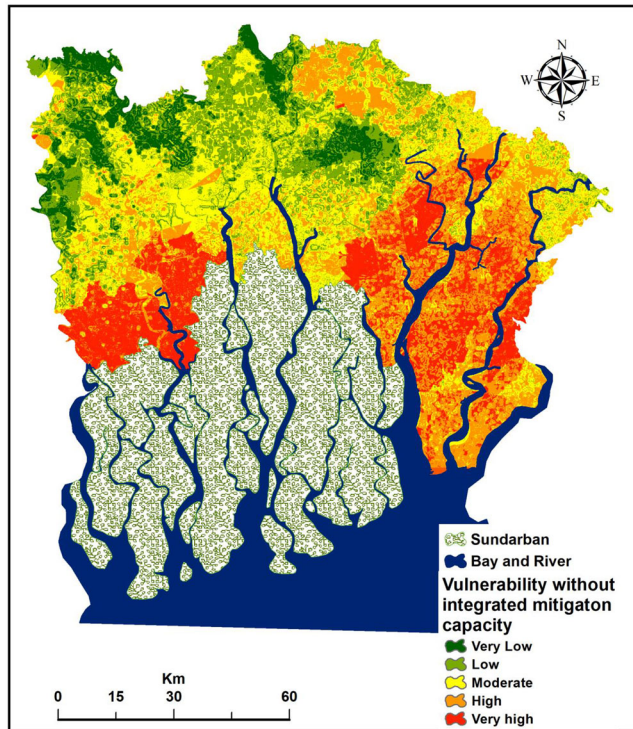 N
W E
S
Sundarban
Bay and River
Vulnerability without
integrated mitigaton
capacity
Very Low
Low
Moderate
High
Very high
Km
0 15 30 60